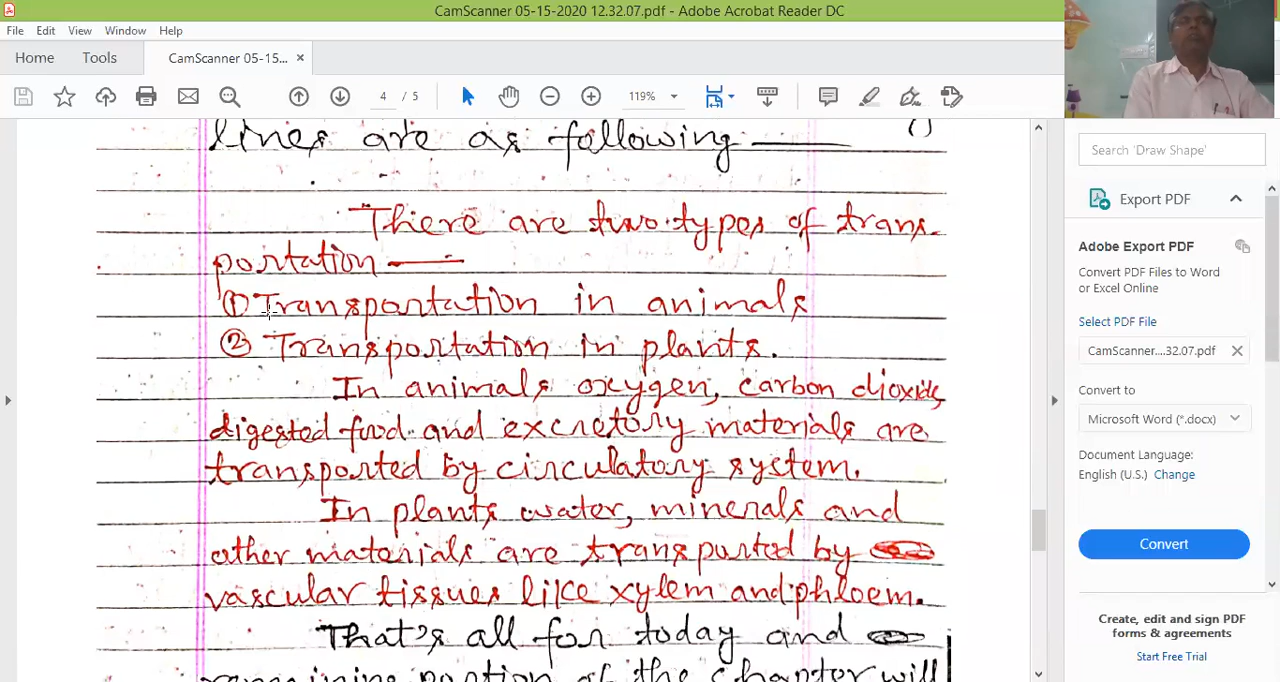 CamScanner 05-15-2020 12.32.07.pdf - Adobe Acrobat Reader DC
File Edit View Window Help
Home Tools CamScanner 05-15... ×
4 / 5 119%
lines are as following
There are two types of trans-
portation
① Transportation in animals
② Transportation in plants.
In animals oxygen, carbon dioxide,
digested food and excretory materials are
transported by circulatory system.
In plants water, minerals and
other materials are transported by
vascular tissues like xylem and phloem.
That's all for today and
remaining portion of the chapter will
Search 'Draw Shape'
Export PDF
Adobe Export PDF
Convert PDF Files to Word
or Excel Online
Select PDF File
CamScanner....32.07.pdf ×
Convert to
Microsoft Word (*.docx)
Document Language:
English (U.S.) Change
Convert
Create, edit and sign PDF
forms & agreements
Start Free Trial